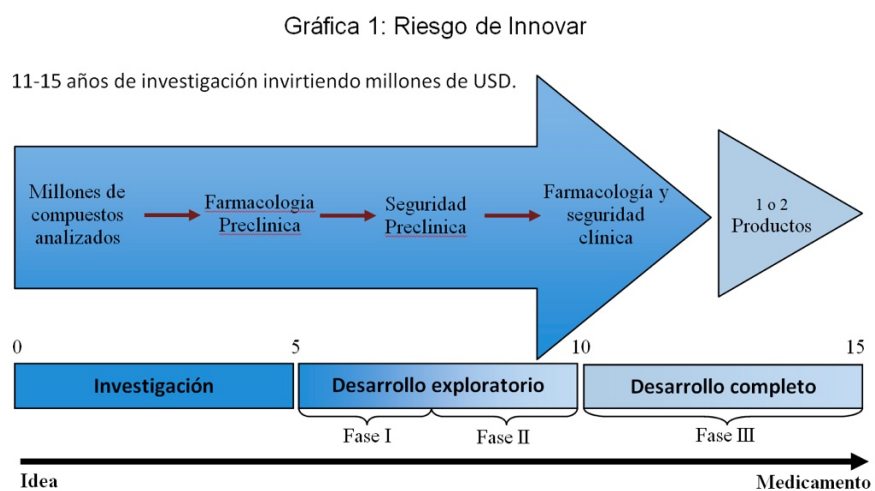 Gráfica 1: Riesgo de Innovar
11-15 años de investigación invirtiendo millones de USD.
Millones de
compuestos
analizados
Farmacologia
Preclinica
Seguridad
Preclinica
Farmacología y
seguridad
clínica
1 o 2
Productos
0
5
10
15
Investigación
Desarrollo exploratorio
Desarrollo completo
Fase I
Fase II
Fase III
Idea
Medicamento